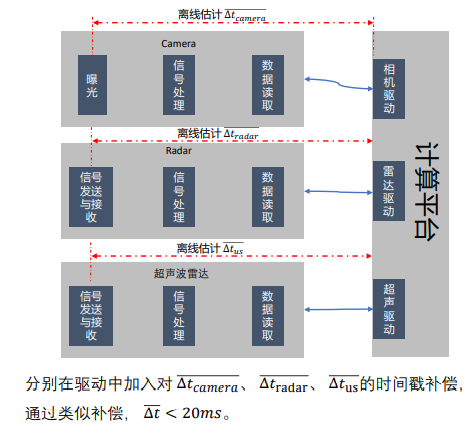 离线估计 $\overline{\Delta t_{camera}}$
Camera
曝光
信号处理
数据读取
相机驱动
离线估计 $\overline{\Delta t_{radar}}$
Radar
信号发送与接收
信号处理
数据读取
雷达驱动
离线估计 $\overline{\Delta t_{us}}$
超声波雷达
信号发送与接收
信号处理
数据读取
超声驱动
计算平台
分别在驱动中加入对 $\overline{\Delta t_{camera}}$、$\overline{\Delta t_{radar}}$、$\overline{\Delta t_{us}}$的时间戳补偿,
通过类似补偿, $\overline{\Delta t}$ < 20ms。